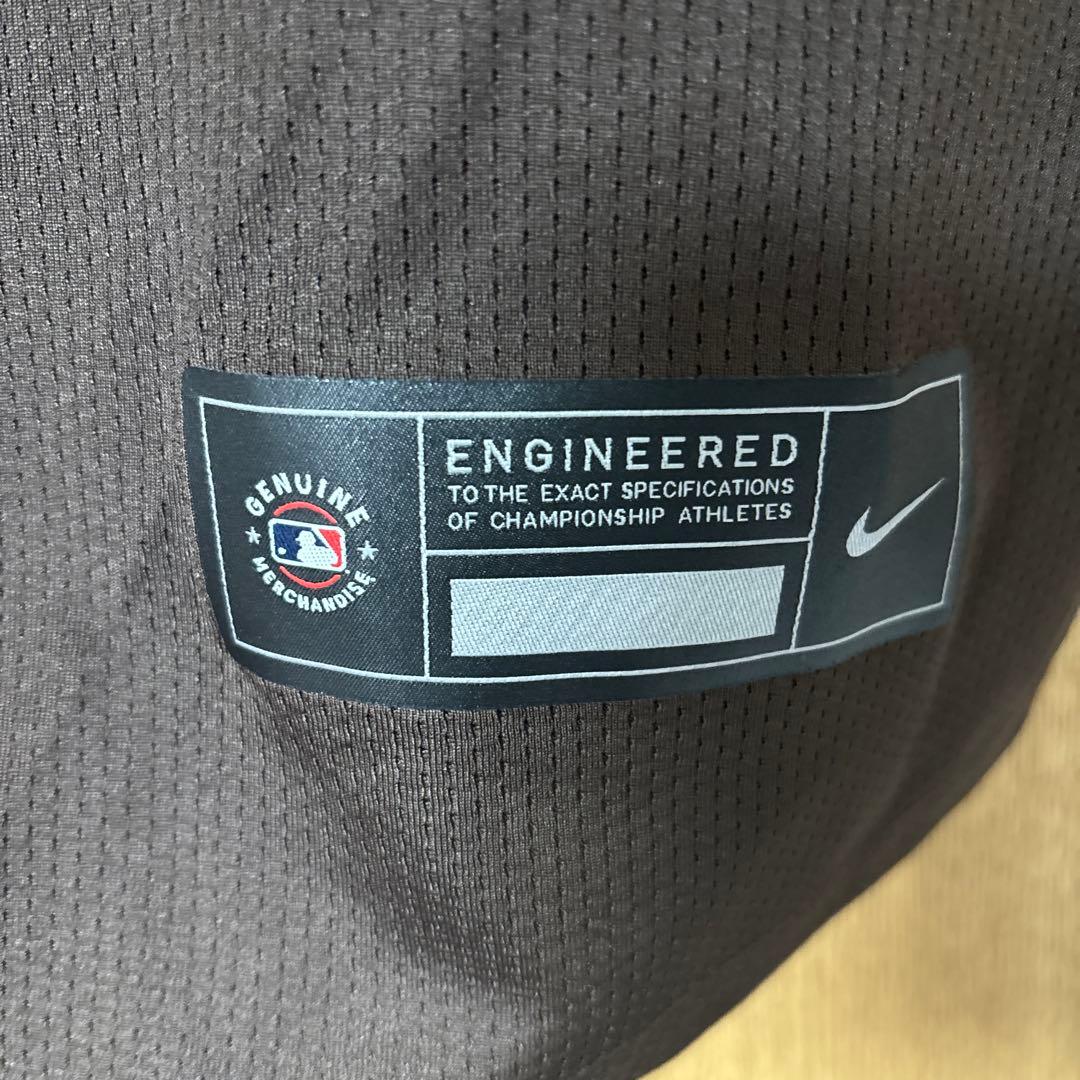 GENUINE
MERCHANDISE
ENGINEERED
TO THE EXACT SPECIFICATIONS
OF CHAMPIONSHIP ATHLETES